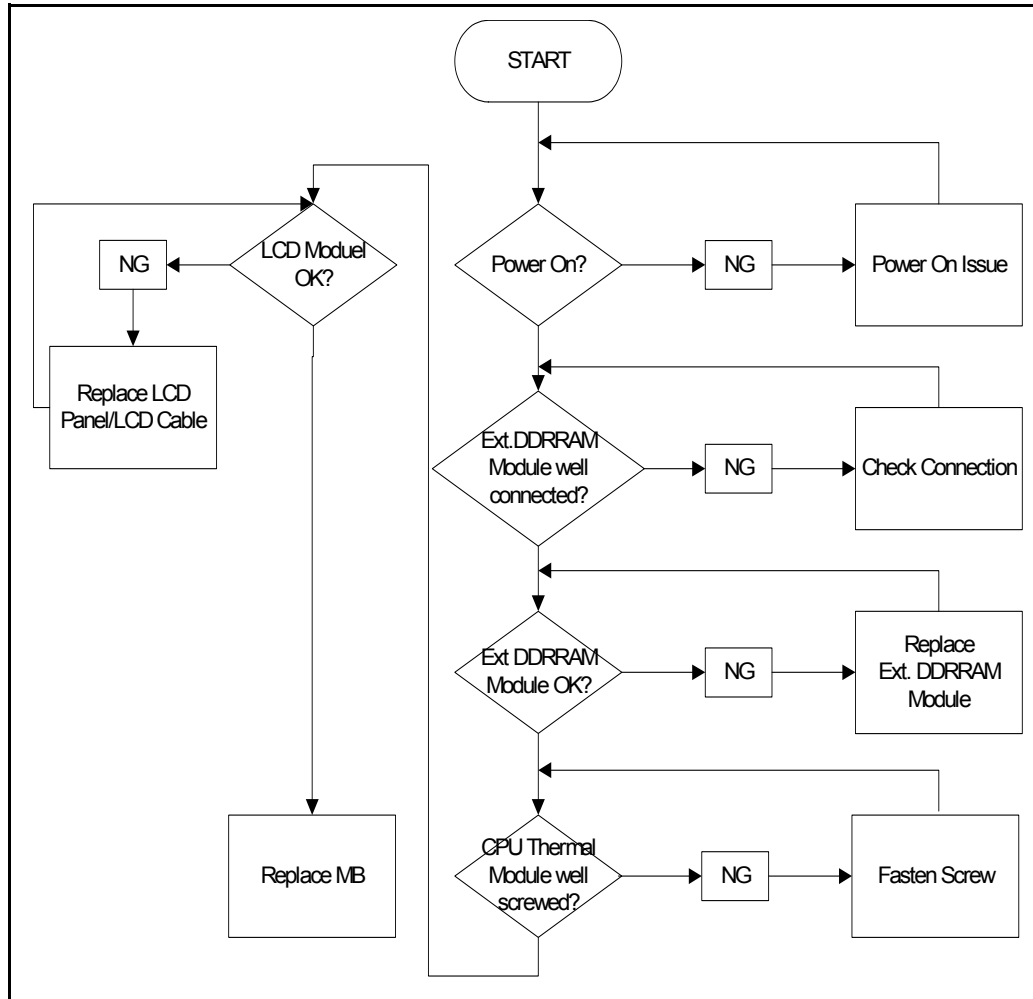 START
Power On?
NG
Power On Issue
Ext.DDRRAM
Module well
connected?
NG
Check Connection
Ext DDRRAM
Module OK?
NG
Replace
Ext. DDRRAM
Module
CPU Thermal
Module well
screwed?
NG
Fasten Screw
LCD Moduel
OK?
NG
Replace LCD
Panel/LCD Cable
Replace MB